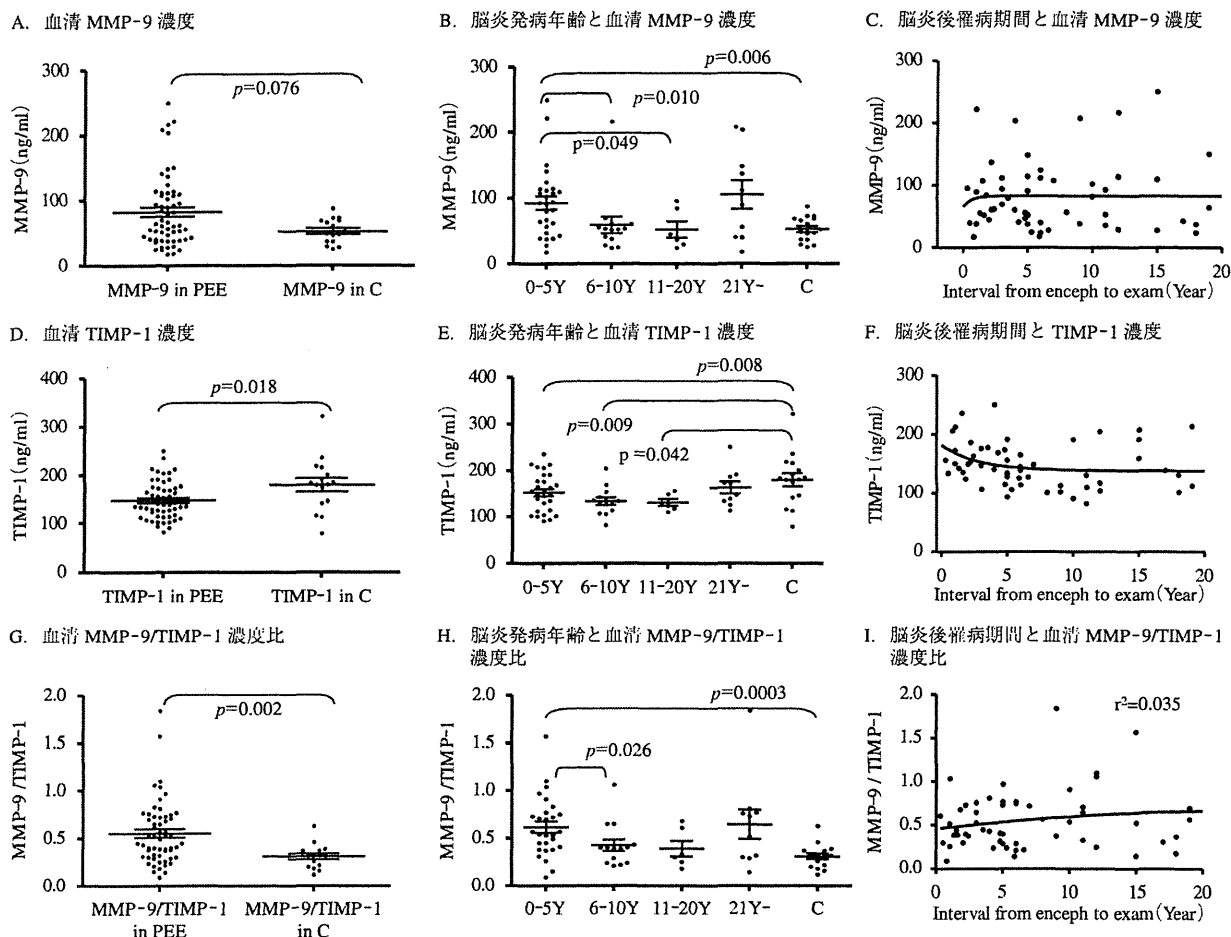 A. 血清 MMP-9 濃度
MMP-9 (ng/ml)
300
200
100
0
p=0.076
MMP-9 in PEE
MMP-9 in C
B. 脳炎発病年齢と血清 MMP-9 濃度
MMP-9 (ng/ml)
300
200
100
0
p=0.006
p=0.010
p=0.049
0-5Y
6-10Y
11-20Y
21Y-
C
C. 脳炎後罹病期間と血清 MMP-9 濃度
MMP-9 (ng/ml)
300
200
100
0
0
5
10
15
20
Interval from enceph to exam (Year)
D. 血清 TIMP-1 濃度
TIMP-1 (ng/ml)
400
300
200
100
0
p=0.018
TIMP-1 in PEE
TIMP-1 in C
E. 脳炎発病年齢と血清 TIMP-1 濃度
TIMP-1 (ng/ml)
400
300
200
100
0
p=0.008
p=0.009
p=0.042
0-5Y
6-10Y
11-20Y
21Y-
C
F. 脳炎後罹病期間と TIMP-1 濃度
TIMP-1 (ng/ml)
300
200
100
0
0
5
10
15
20
Interval from enceph to exam (Year)
G. 血清 MMP-9/TIMP-1 濃度比
MMP-9 /TIMP-1
2.0
1.5
1.0
0.5
0.0
p=0.002
MMP-9/TIMP-1
in PEE
MMP-9/TIMP-1
in C
H. 脳炎発病年齢と血清 MMP-9/TIMP-1
濃度比
MMP-9 /TIMP-1
2.0
1.5
1.0
0.5
0.0
p=0.0003
p=0.026
0-5Y
6-10Y
11-20Y
21Y-
C
I. 脳炎後罹病期間と血清 MMP-9/TIMP-1
濃度比
MMP-9 / TIMP-1
2.0
1.5
1.0
0.5
0.0
r²=0.035
0
5
10
15
20
Interval from enceph to exam (Year)